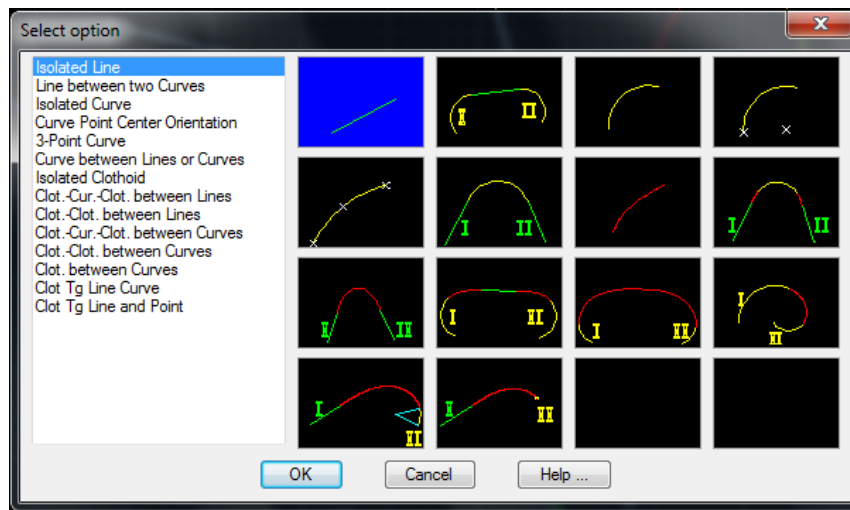 Select option
Isolated Line
Line between two Curves
Isolated Curve
Curve Point Center Orientation
3-Point Curve
Curve between Lines or Curves
Isolated Clothoid
Clot.-Cur.-Clot. between Lines
Clot.-Clot. between Lines
Clot.-Cur.-Clot. between Curves
Clot.-Clot. between Curves
Clot. between Curves
Clot Tg Line Curve
Clot Tg Line and Point
I II
I II
I II
I II
I II
I II
I II
I II
I II
OK Cancel Help ...